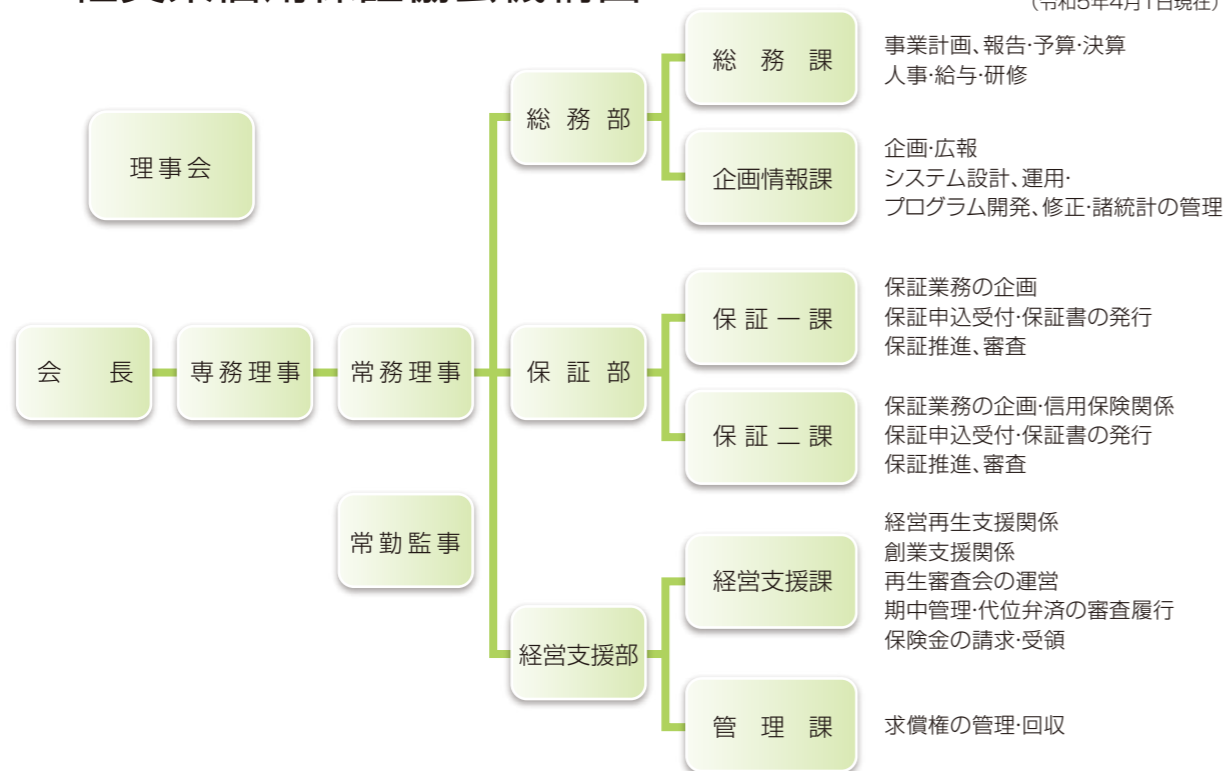 (令和5年4月1日現在)
理事会
会長
専務理事
常務理事
常勤監事
総務部
総務課
事業計画、報告・予算・決算
人事・給与・研修
企画情報課
企画・広報
システム設計、運用・
プログラム開発、修正・諸統計の管理
保証部
保証一課
保証業務の企画
保証申込受付・保証書の発行
保証推進、審査
保証二課
保証業務の企画・信用保険関係
保証申込受付・保証書の発行
保証推進、審査
経営支援部
経営支援課
経営再生支援関係
創業支援関係
再生審査会の運営
期中管理・代位弁済の審査履行
保険金の請求・受領
管理課
求償権の管理・回収